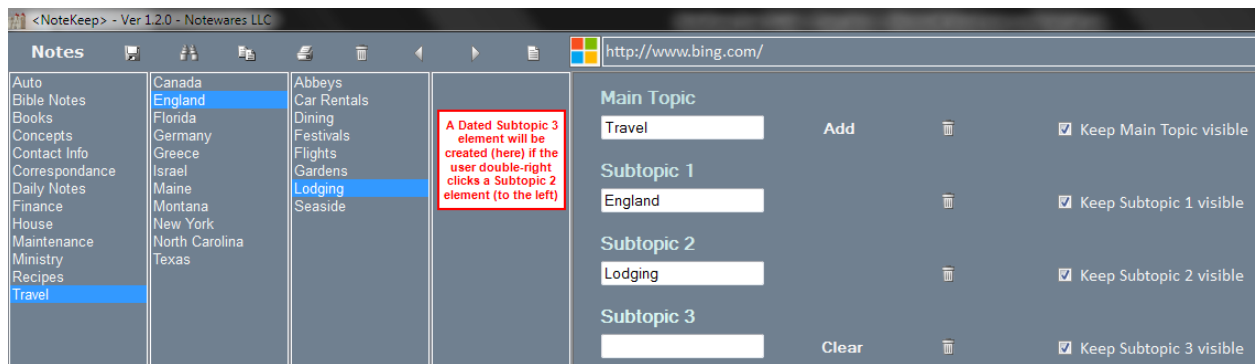 <NoteKeep> - Ver 1.2.0 - Notewares LLC
Notes
http://www.bing.com/
Auto
Bible Notes
Books
Concepts
Contact Info
Correspondance
Daily Notes
Finance
House
Maintenance
Ministry
Recipes
Travel
Canada
England
Florida
Germany
Greece
Israel
Maine
Montana
New York
North Carolina
Texas
Abbeys
Car Rentals
Dining
Festivals
Flights
Gardens
Lodging
Seaside
A Dated Subtopic 3
element will be
created (here) if the
user double-right
clicks a Subtopic 2
element (to the left)
Main Topic
Travel Add Keep Main Topic visible
Subtopic 1
England Keep Subtopic 1 visible
Subtopic 2
Lodging Keep Subtopic 2 visible
Subtopic 3
Clear Keep Subtopic 3 visible